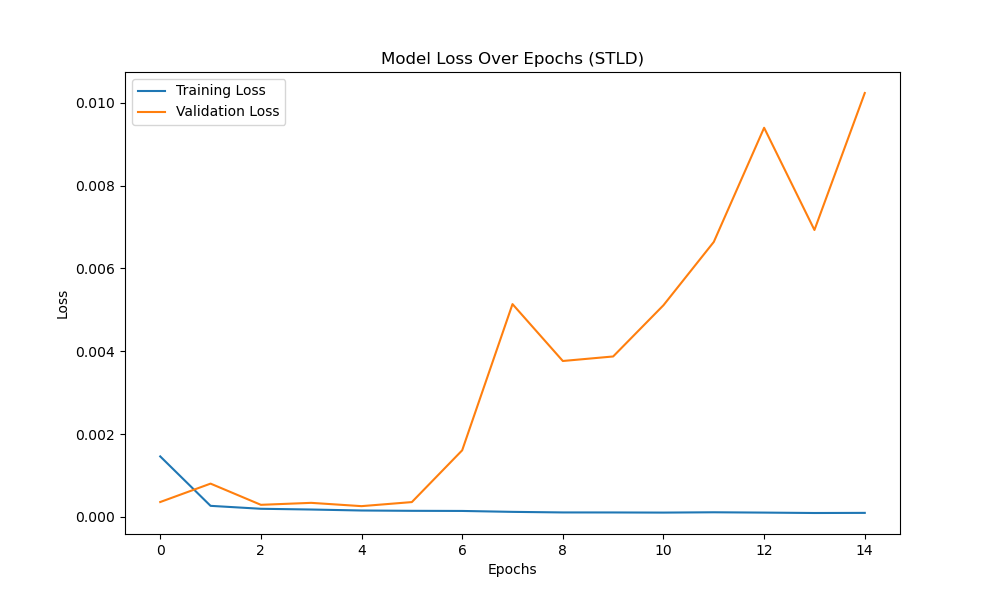 Model Loss Over Epochs (STLD)
Training Loss
Validation Loss
0.010
0.008
0.006
0.004
0.002
0.000
Loss
0 2 4 6 8 10 12 14
Epochs